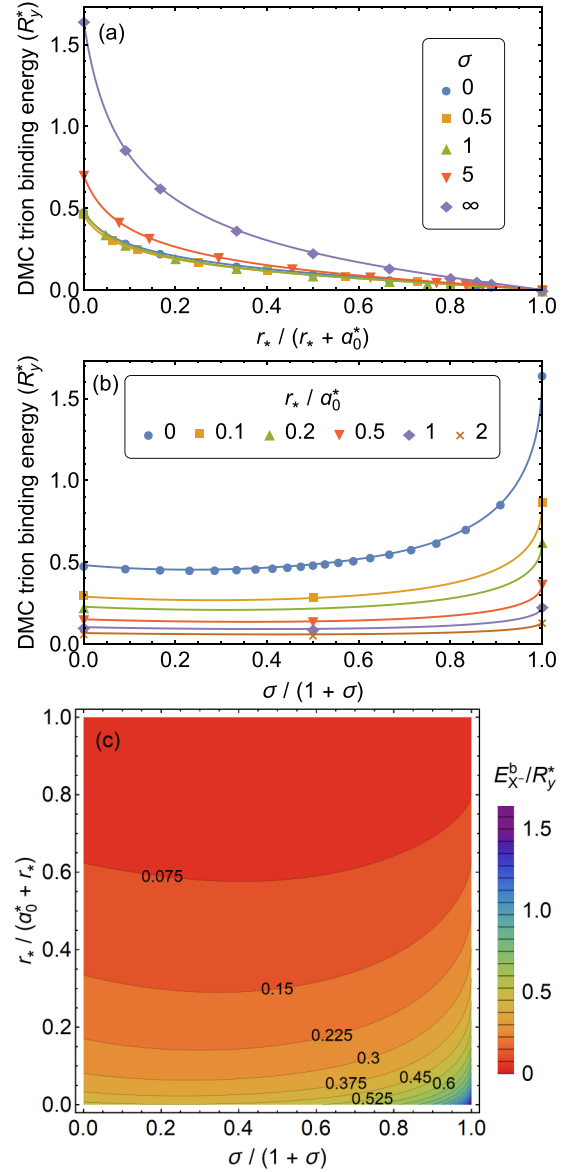 (a)
DMC trion binding energy (R*y)
1.5
1.0
0.5
0.0
σ
0
0.5
1
5
∞
0.0 0.2 0.4 0.6 0.8 1.0
r* / (r* + a*0)
(b)
DMC trion binding energy (R*y)
1.5
1.0
0.5
0.0
r* / a*0
0 0.1 0.2 0.5 1 2
0.0 0.2 0.4 0.6 0.8 1.0
σ / (1 + σ)
(c)
r* / (a*0 + r*)
1.0
0.8
0.6
0.4
0.2
0.0
0.075
0.15
0.225
0.3
0.375 0.45 0.6
0.525
0.0 0.2 0.4 0.6 0.8 1.0
σ / (1 + σ)
E^b_X⁻/R*y
1.5
1.0
0.5
0